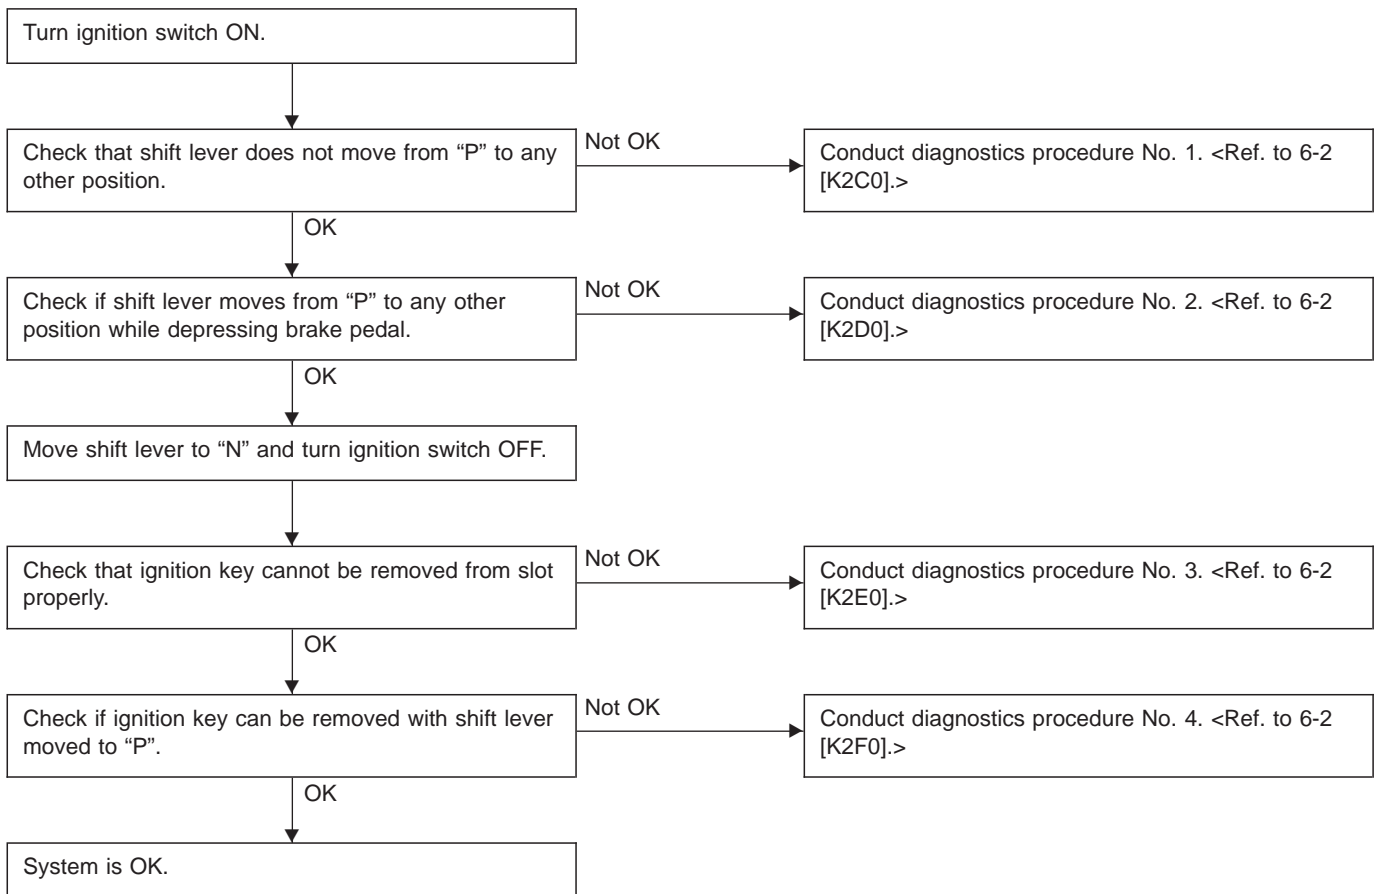 Turn ignition switch ON.
Check that shift lever does not move from “P” to any
other position.
Not OK
Conduct diagnostics procedure No. 1. <Ref. to 6-2
[K2C0].>
OK
Check if shift lever moves from “P” to any other
position while depressing brake pedal.
Not OK
Conduct diagnostics procedure No. 2. <Ref. to 6-2
[K2D0].>
OK
Move shift lever to “N” and turn ignition switch OFF.
Check that ignition key cannot be removed from slot
properly.
Not OK
Conduct diagnostics procedure No. 3. <Ref. to 6-2
[K2E0].>
OK
Check if ignition key can be removed with shift lever
moved to “P”.
Not OK
Conduct diagnostics procedure No. 4. <Ref. to 6-2
[K2F0].>
OK
System is OK.